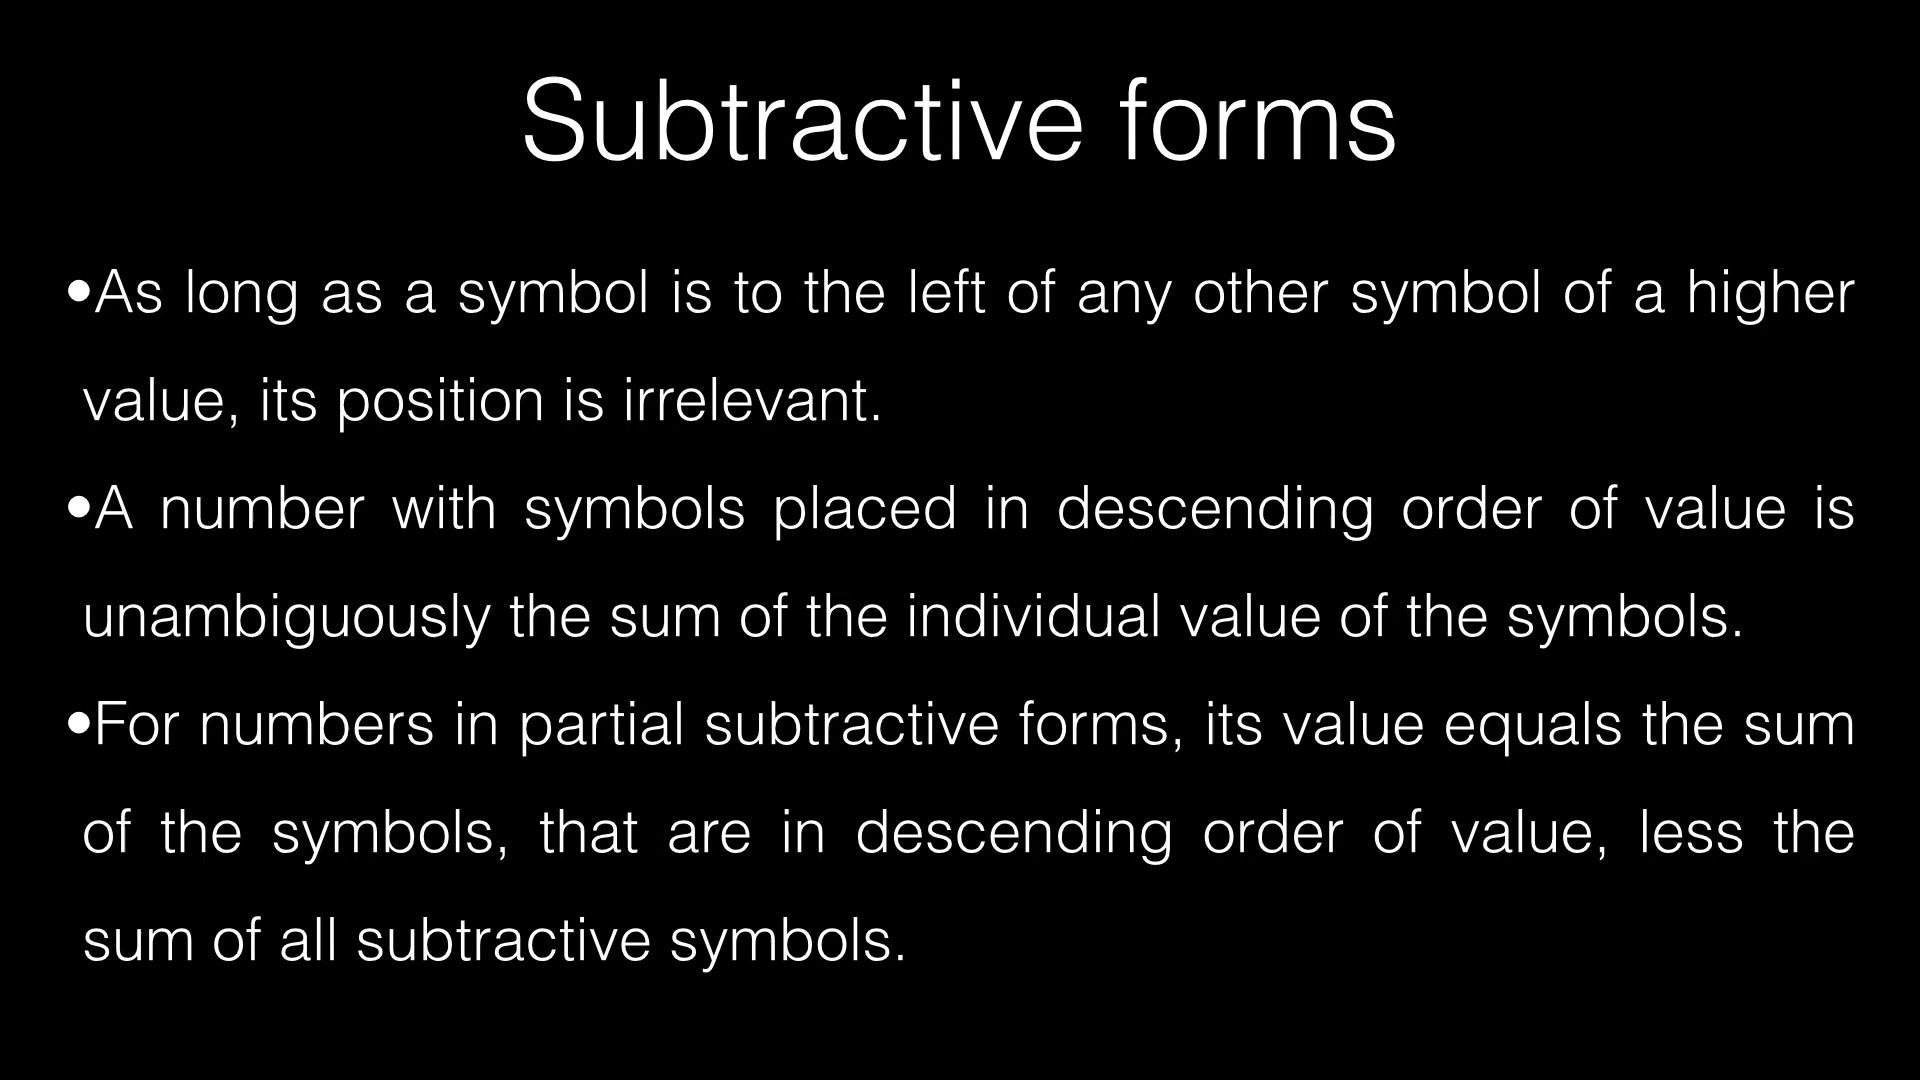 Subtractive forms
•As long as a symbol is to the left of any other symbol of a higher
value, its position is irrelevant.
•A number with symbols placed in descending order of value is
unambiguously the sum of the individual value of the symbols.
•For numbers in partial subtractive forms, its value equals the sum
of the symbols, that are in descending order of value, less the
sum of all subtractive symbols.